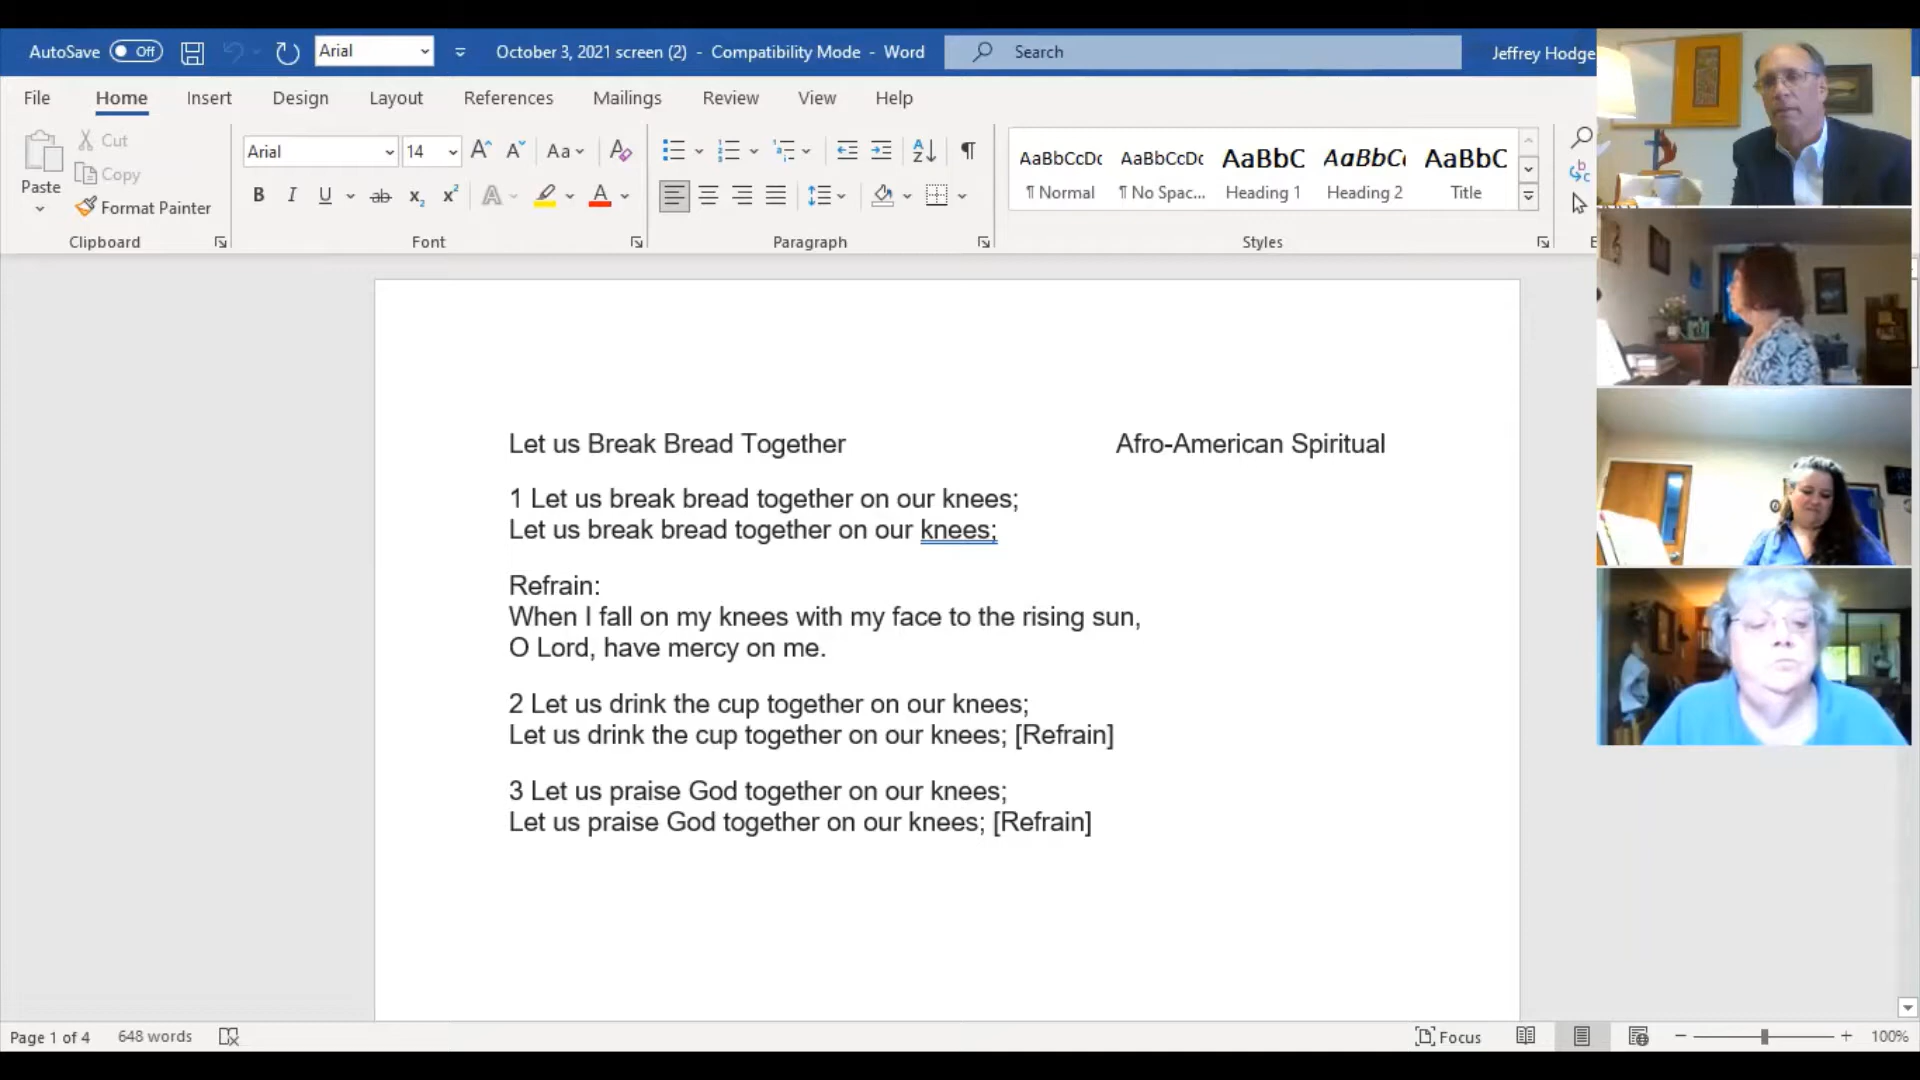 AutoSave Off Arial October 3, 2021 screen (2) - Compatibility Mode - Word Search Jeffrey Hodge
File Home Insert Design Layout References Mailings Review View Help
Paste
Cut
Copy
Format Painter
Clipboard
Arial 14
Aa
B I U ab x₂ x² A A
Font
Paragraph
AaBbCcDc AaBbCcDc AaBbC AaBbC AaBbC
¶ Normal ¶ No Spac... Heading 1 Heading 2 Title
Styles
Let us Break Bread Together Afro-American Spiritual
1 Let us break bread together on our knees;
Let us break bread together on our knees;
Refrain:
When I fall on my knees with my face to the rising sun,
O Lord, have mercy on me.
2 Let us drink the cup together on our knees;
Let us drink the cup together on our knees; [Refrain]
3 Let us praise God together on our knees;
Let us praise God together on our knees; [Refrain]
Page 1 of 4 648 words Focus 100%